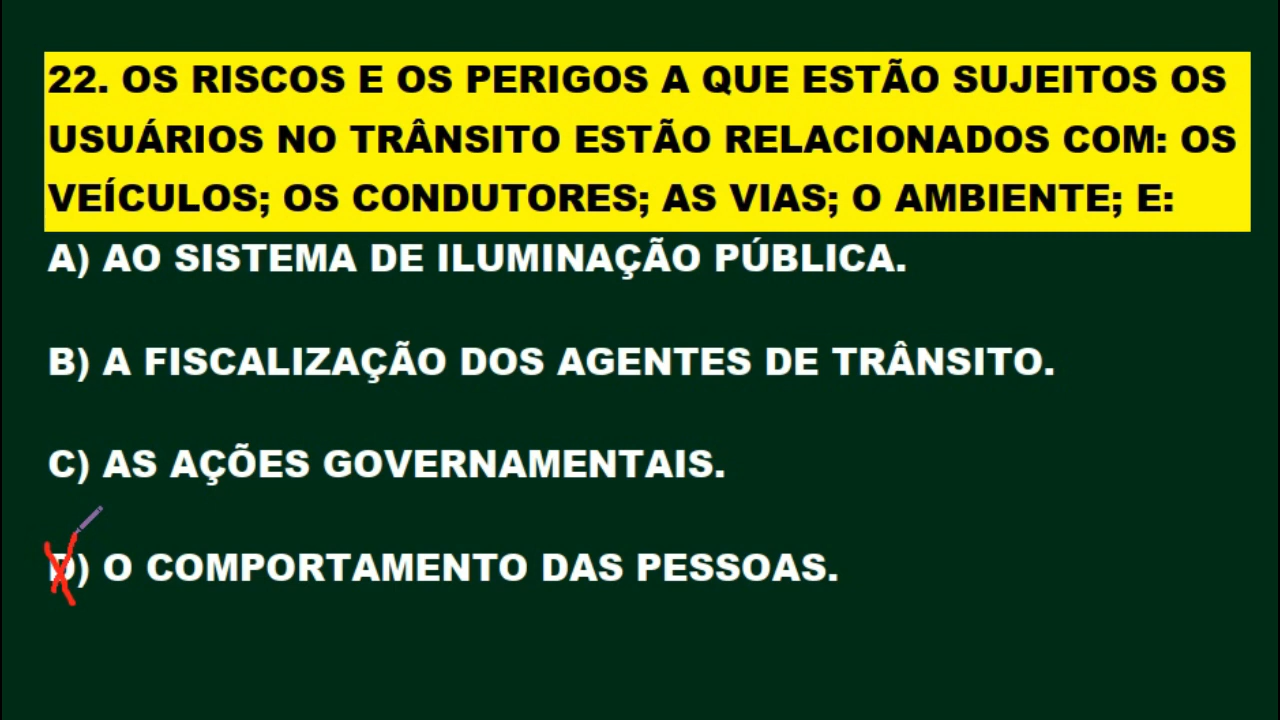 22. OS RISCOS E OS PERIGOS A QUE ESTÃO SUJEITOS OS
USUÁRIOS NO TRÂNSITO ESTÃO RELACIONADOS COM: OS
VEÍCULOS; OS CONDUTORES; AS VIAS; O AMBIENTE; E:
A) AO SISTEMA DE ILUMINAÇÃO PÚBLICA.
B) A FISCALIZAÇÃO DOS AGENTES DE TRÂNSITO.
C) AS AÇÕES GOVERNAMENTAIS.
D) O COMPORTAMENTO DAS PESSOAS.